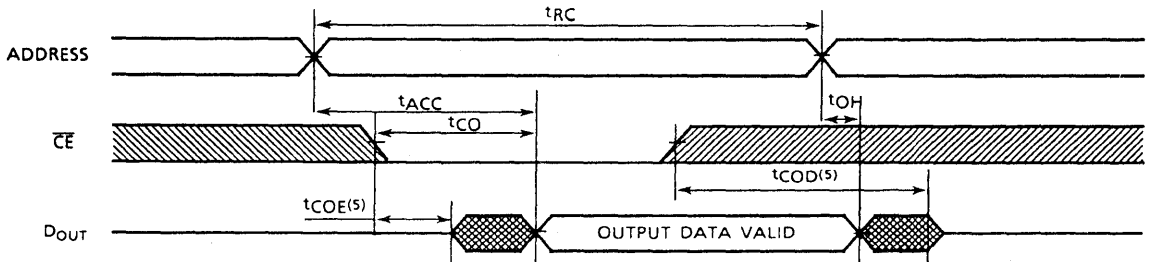 tRC
ADDRESS
tACC
tOH
tCO
CE
tCOD(5)
tCOE(5)
DOUT
OUTPUT DATA VALID